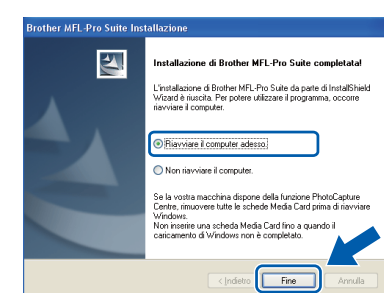 Brother MFL-Pro Suite Installazione
Installazione di Brother MFL-Pro Suite completata!
L'installazione di Brother MFL-Pro Suite da parte di InstallShield
Wizard è riuscita. Per potere utilizzare il programma, occorre
riavviare il computer.
Riavviare il computer adesso.
Non riavviare il computer.
Se la vostra macchina dispone della funzione PhotoCapture
Centre, rimuovere tutte le schede Media Card prima di riavviare
Windows.
Non inserire una scheda Media Card fino a quando il
caricamento di Windows non è completato.
< Indietro
Fine
Annulla